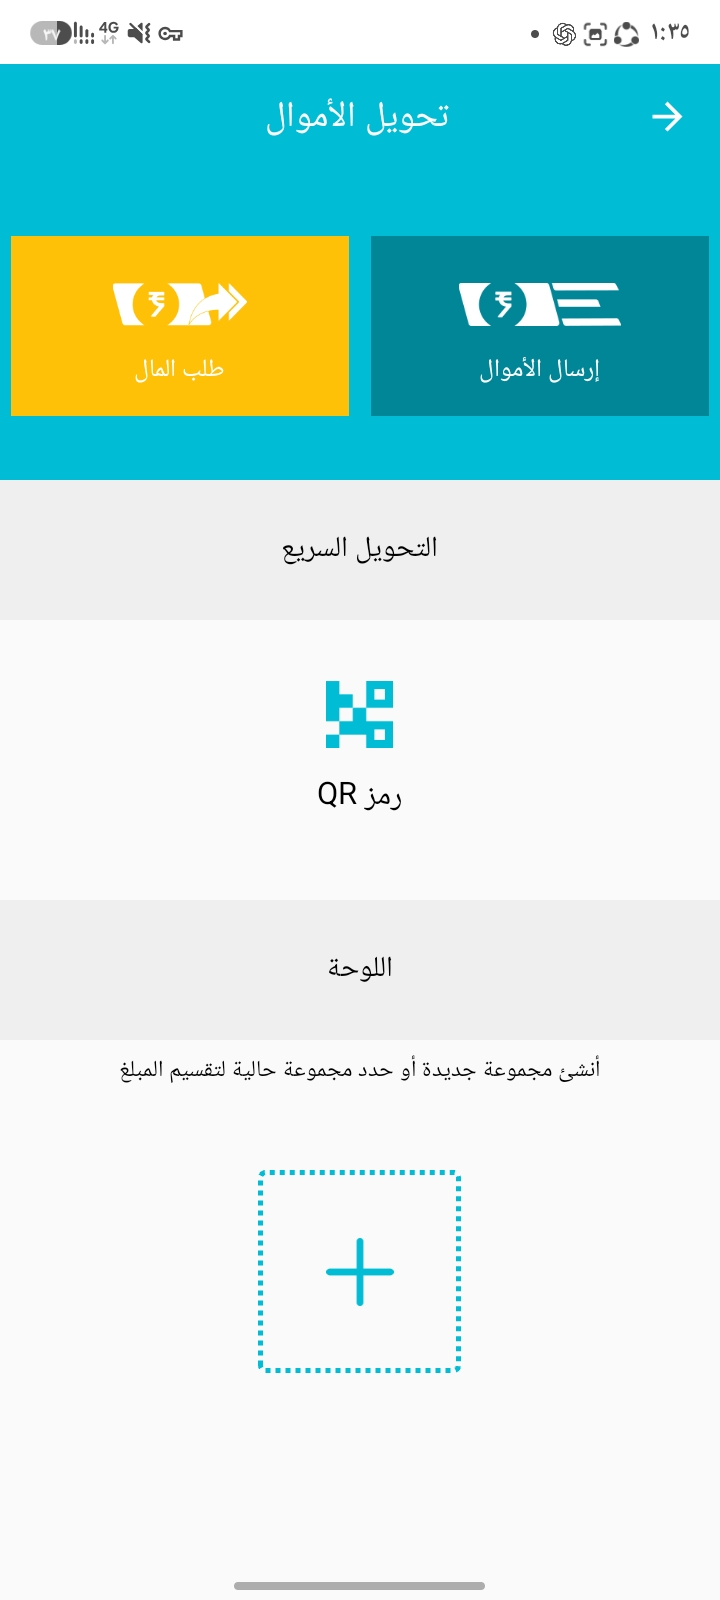 ١:٣٥
4G
٣٧
تحويل الأموال
إرسال الأموال
طلب المال
التحويل السريع
رمز QR
اللوحة
أنشئ مجموعة جديدة أو حدد مجموعة حالية لتقسيم المبلغ